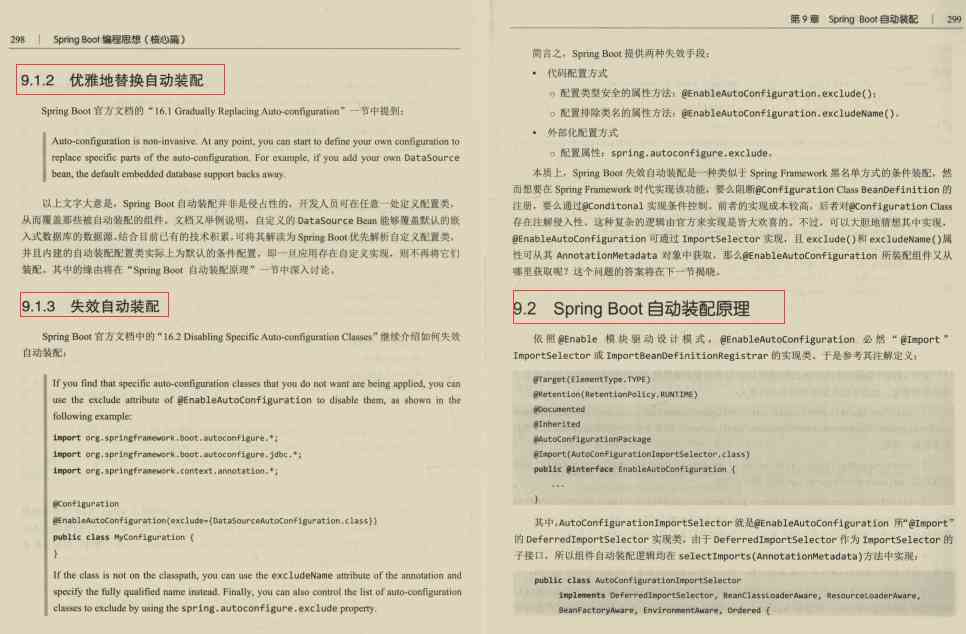 298 | Spring Boot 编程思想(核心篇)
9.1.2 优雅地替换自动装配
Spring Boot 官方文档的“16.1 Gradually Replacing Auto-configuration”一节中提到:
Auto-configuration is non-invasive. At any point, you can start to define your own configuration to
replace specific parts of the auto-configuration. For example, if you add your own DataSource
bean, the default embedded database support backs away.
以上文字大意是,Spring Boot 自动装配并非是侵占性的,开发人员可在任意一处定义配置类,
从而覆盖那些被自动装配的组件。文档又举例说明,自定义的 DataSource Bean 能够覆盖默认的嵌
入式数据库的数据源。结合目前已有的技术积累,可将其解读为 Spring Boot 优先解析自定义配置类,
并且内建的自动装配配置类实际上为默认的条件配置,即一旦应用存在自定义实现,则不再将它们
装配。其中的缘由将在“Spring Boot 自动装配原理”一节中深入讨论。
9.1.3 失效自动装配
Spring Boot 官方文档中的“16.2 Disabling Specific Auto-configuration Classes”继续介绍如何失效
自动装配:
If you find that specific auto-configuration classes that you do not want are being applied, you can
use the exclude attribute of @EnableAutoConfiguration to disable them, as shown in the
following example:
import org.springframework.boot.autoconfigure.*;
import org.springframework.boot.autoconfigure.jdbc.*;
import org.springframework.context.annotation.*;
@Configuration
@EnableAutoConfiguration(exclude={DataSourceAutoConfiguration.class})
public class MyConfiguration {
}
If the class is not on the classpath, you can use the excludeName attribute of the annotation and
specify the fully qualified name instead. Finally, you can also control the list of auto-configuration
classes to exclude by using the spring.autoconfigure.exclude property.
第 9 章 Spring Boot 自动装配 | 299
简言之,Spring Boot 提供两种失效手段:
• 代码配置方式
○ 配置类型安全的属性方法:@EnableAutoConfiguration.exclude();
○ 配置排除类名的属性方法:@EnableAutoConfiguration.excludeName()。
• 外部化配置方式
○ 配置属性:spring.autoconfigure.exclude。
本质上,Spring Boot 失效自动装配是一种类似于 Spring Framework 黑名单方式的条件装配,然
而想要在 Spring Framework 时代实现该功能,要么阻断@Configuration Class BeanDefinition 的
注册,要么通过@Conditonal 实现条件控制。前者的实现成本较高,后者对@Configuration Class
存在注解侵入性。这种复杂的逻辑由官方来实现是皆大欢喜的。不过,可以大胆地猜想其中实现,
@EnableAutoConfiguration 可通过 ImportSelector 实现,且 exclude()和 excludeName()属
性可从其 AnnotationMetadata 对象中获取,那么@EnableAutoConfiguration 所装配组件又从
哪里获取呢?这个问题的答案将在下一节揭晓。
9.2 Spring Boot 自动装配原理
依照 @Enable 模块驱动设计模式,@EnableAutoConfiguration 必然“@Import”
ImportSelector 或 ImportBeanDefinitionRegistrar 的实现类。于是参考其注解定义:
@Target(ElementType.TYPE)
@Retention(RetentionPolicy.RUNTIME)
@Documented
@Inherited
@AutoConfigurationPackage
@Import(AutoConfigurationImportSelector.class)
public @interface EnableAutoConfiguration {
...
}
其中,AutoConfigurationImportSelector 就是@EnableAutoConfiguration 所“@Import”
的 DeferredImportSelector 实现类,由于 DeferredImportSelector 作为 ImportSelector 的
子接口,所以组件自动装配逻辑均在 selectImports(AnnotationMetadata)方法中实现:
public class AutoConfigurationImportSelector
implements DeferredImportSelector, BeanClassLoaderAware, ResourceLoaderAware,
BeanFactoryAware, EnvironmentAware, Ordered {